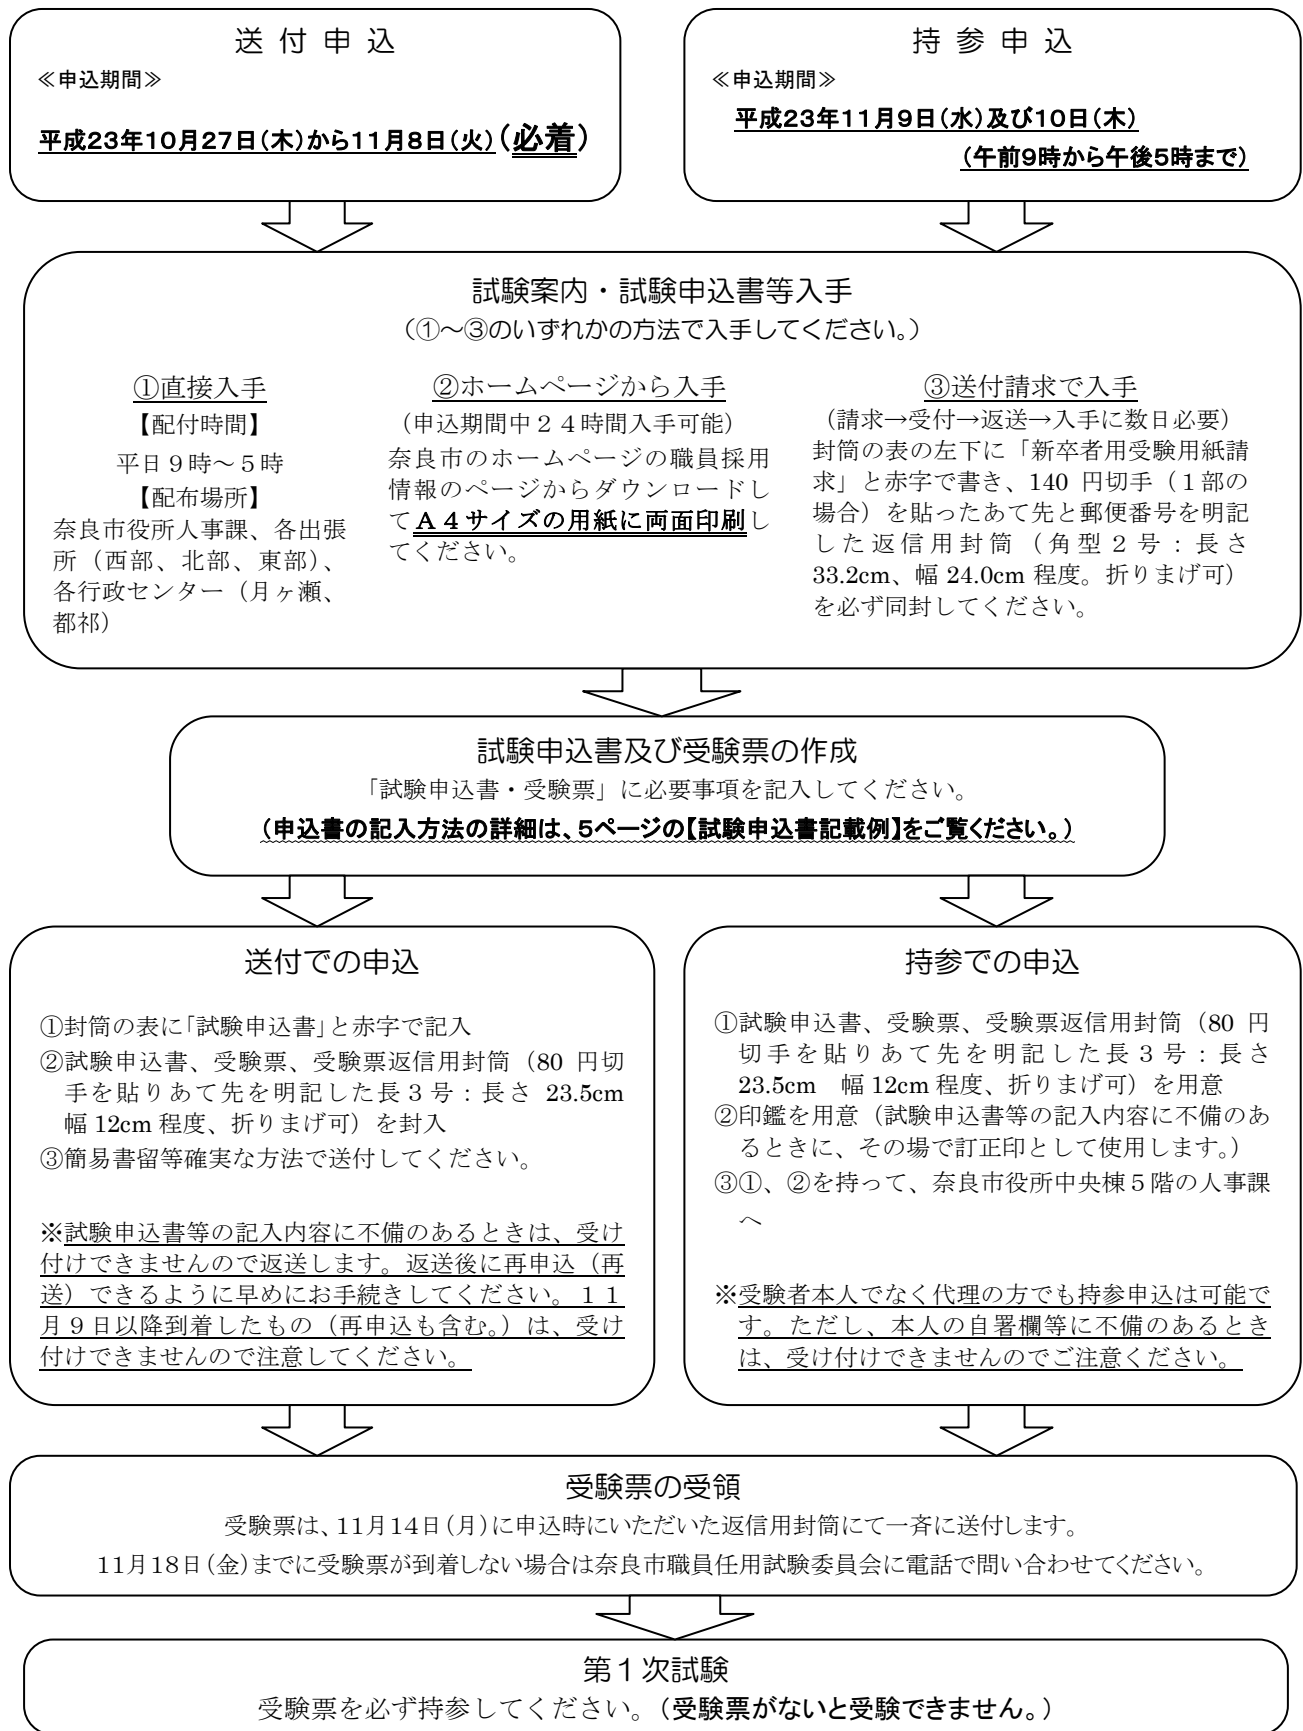 送 付 申 込
≪申込期間≫
平成23年10月27日(木)から11月8日(火)(必着)
持 参 申 込
≪申込期間≫
平成23年11月9日(水)及び10日(木)
(午前9時から午後5時まで)
試験案内・試験申込書等入手
(①~③のいずれかの方法で入手してください。)
①直接入手
【配付時間】
平日9時~5時
【配布場所】
奈良市役所人事課、各出張
所(西部、北部、東部)、
各行政センター(月ヶ瀬、
都祁)
②ホームページから入手
(申込期間中24時間入手可能)
奈良市のホームページの職員採用
情報のページからダウンロードし
てA4サイズの用紙に両面印刷し
てください。
③送付請求で入手
(請求→受付→返送→入手に数日必要)
封筒の表の左下に「新卒者用受験用紙請
求」と赤字で書き、140 円切手(1部の
場合)を貼ったあて先と郵便番号を明記
した返信用封筒(角型2号:長さ
33.2cm、幅 24.0cm 程度。折りまげ可)
を必ず同封してください。
試験申込書及び受験票の作成
「試験申込書・受験票」に必要事項を記入してください。
(申込書の記入方法の詳細は、5ページの【試験申込書記載例】をご覧ください。)
送付での申込
①封筒の表に「試験申込書」と赤字で記入
②試験申込書、受験票、受験票返信用封筒(80 円切
手を貼りあて先を明記した長3号:長さ 23.5cm
幅 12cm 程度、折りまげ可)を封入
③簡易書留等確実な方法で送付してください。
※試験申込書等の記入内容に不備のあるときは、受け
付けできませんので返送します。返送後に再申込(再
送)できるように早めにお手続きしてください。11
月9日以降到着したもの(再申込も含む。)は、受け
付けできませんので注意してください。
持参での申込
①試験申込書、受験票、受験票返信用封筒(80 円
切手を貼りあて先を明記した長3号:長さ
23.5cm 幅 12cm 程度、折りまげ可)を用意
②印鑑を用意(試験申込書等の記入内容に不備のあ
るときに、その場で訂正印として使用します。)
③①、②を持って、奈良市役所中央棟5階の人事課
へ
※受験者本人でなく代理の方でも持参申込は可能で
す。ただし、本人の自署欄等に不備のあるとき
は、受け付けできませんのでご注意ください。
受験票の受領
受験票は、11月14日(月)に申込時にいただいた返信用封筒にて一斉に送付します。
11月18日(金)までに受験票が到着しない場合は奈良市職員任用試験委員会に電話で問い合わせてください。
第1次試験
受験票を必ず持参してください。(受験票がないと受験できません。)